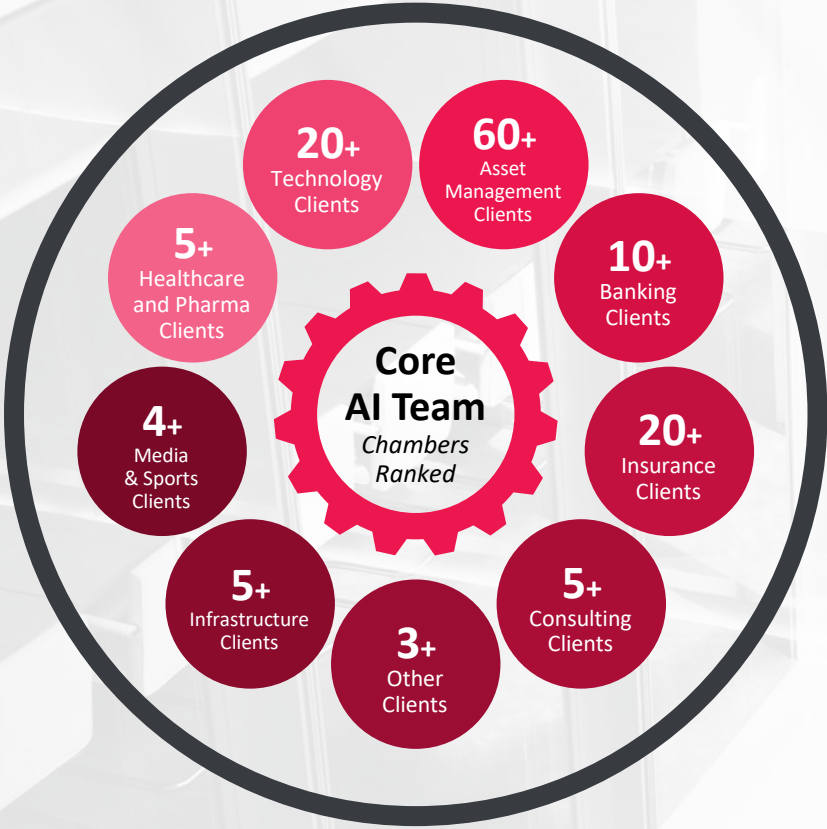 20+
Technology
Clients
60+
Asset
Management
Clients
5+
Healthcare
and Pharma
Clients
10+
Banking
Clients
Core
AI Team
Chambers
Ranked
4+
Media
& Sports
Clients
20+
Insurance
Clients
5+
Infrastructure
Clients
5+
Consulting
Clients
3+
Other
Clients